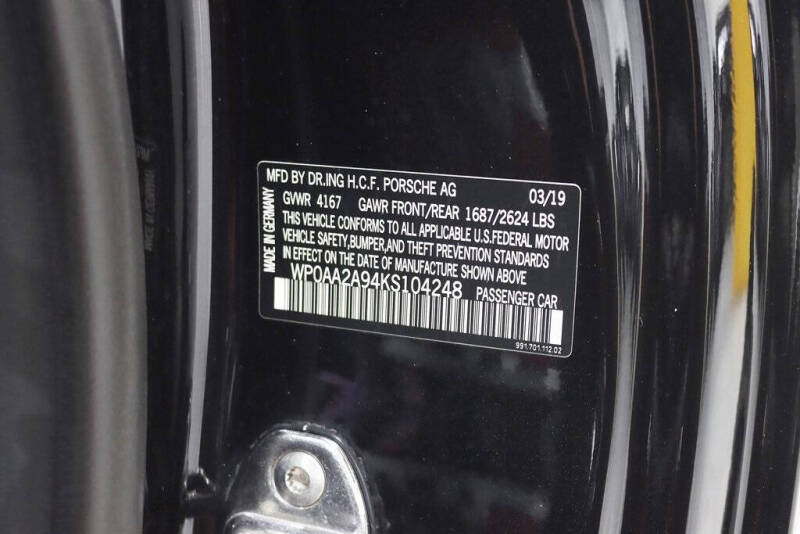 MFD BY DR.ING H.C.F. PORSCHE AG 03/19
GVWR 4167 GAWR FRONT/REAR 1687/2624 LBS
THIS VEHICLE CONFORMS TO ALL APPLICABLE U.S.FEDERAL MOTOR
VEHICLE SAFETY,BUMPER,AND THEFT PREVENTION STANDARDS
IN EFFECT ON THE DATE OF MANUFACTURE SHOWN ABOVE
WP0AA2A94KS104248 PASSENGER CAR
991.701.112.02
MADE IN GERMANY